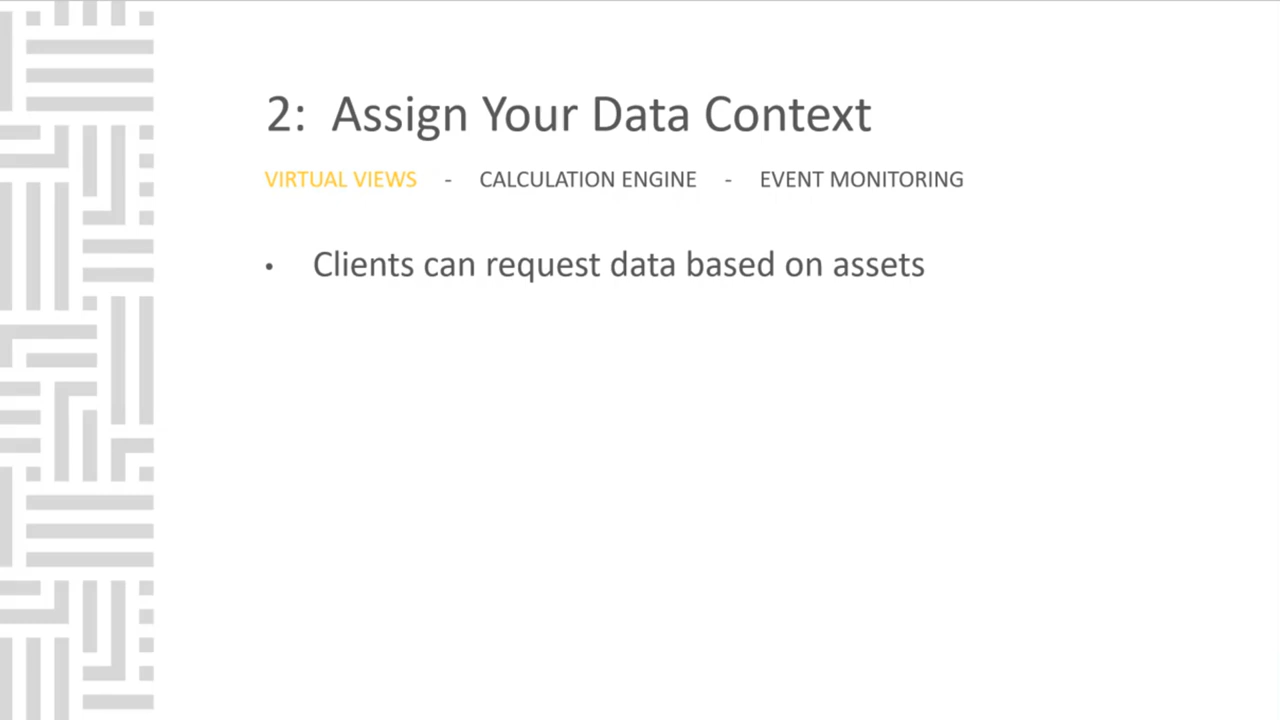 2: Assign Your Data Context
VIRTUAL VIEWS - CALCULATION ENGINE - EVENT MONITORING
• Clients can request data based on assets